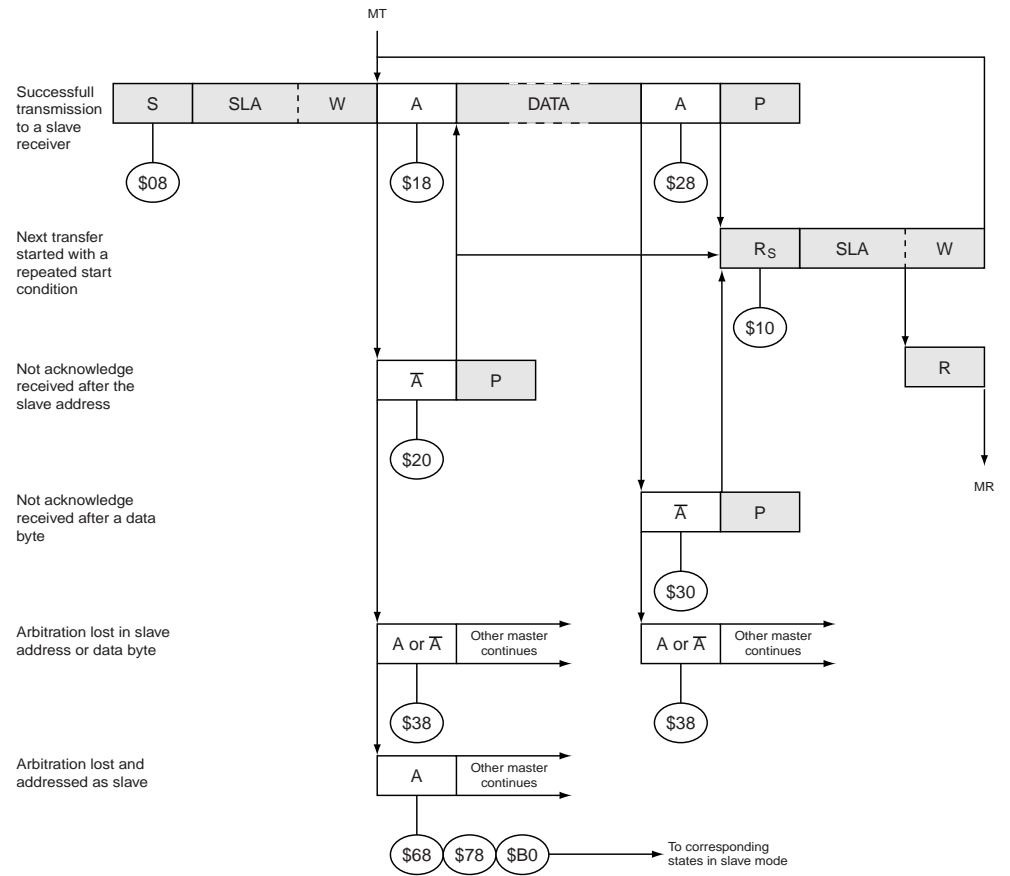 MT
Successfull
transmission
to a slave
receiver
S SLA W A DATA A P
$08 $18 $28
Next transfer
started with a
repeated start
condition
RS SLA W
$10
Not acknowledge
received after the
slave address
A̅ P
R
$20
MR
Not acknowledge
received after a data
byte
A̅ P
$30
Arbitration lost in slave
address or data byte
A or A̅ Other master
continues
A or A̅ Other master
continues
$38 $38
Arbitration lost and
addressed as slave
A Other master
continues
$68 $78 $B0 To corresponding
states in slave mode